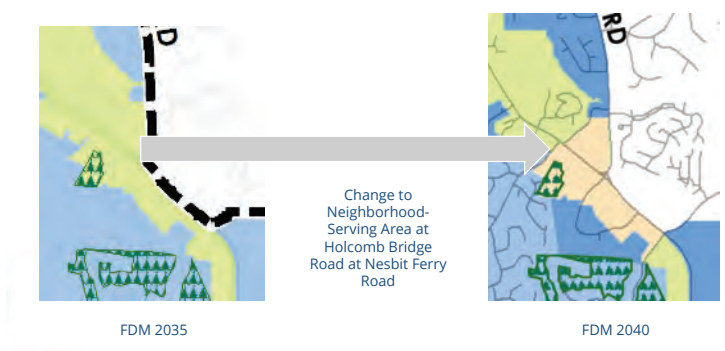 D
RD
Change to
Neighborhood-
Serving Area at
Holcomb Bridge
Road at Nesbit Ferry
Road
FDM 2035
FDM 2040